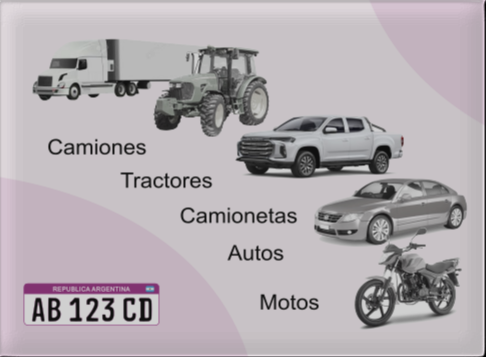 Camiones
Tractores
Camionetas
Autos
Motos
REPUBLICA ARGENTINA
AB 123 CD